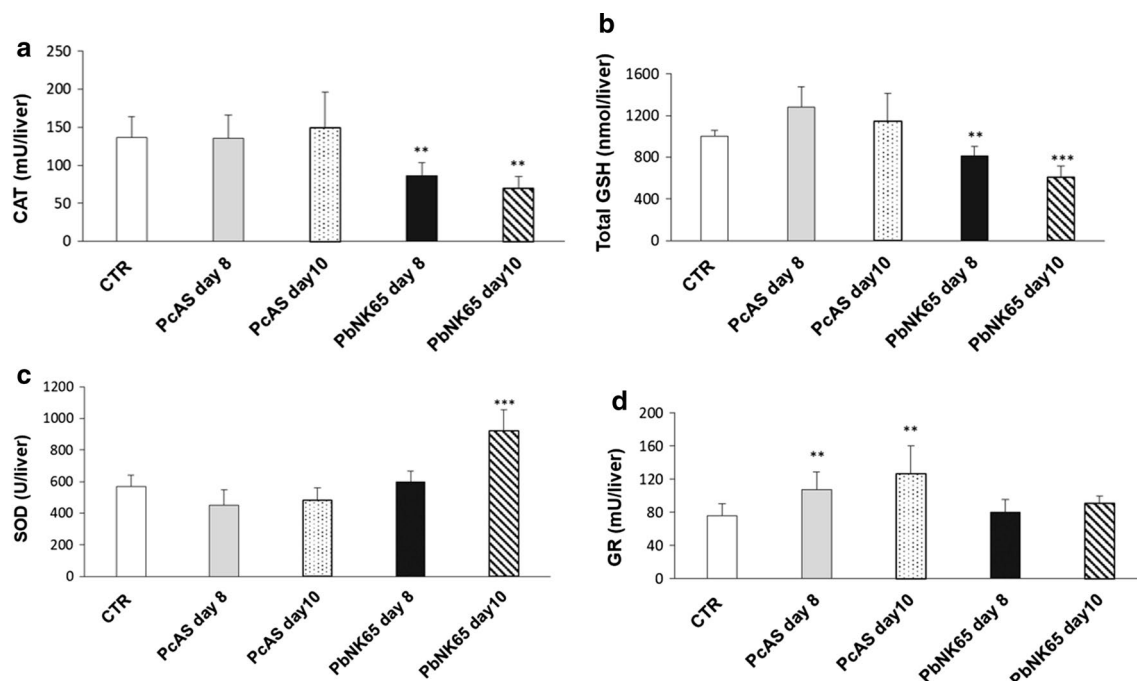 a
250
200
150
100
50
0
CAT (mU/liver)
**
**
CTR
PcAS day 8
PcAS day10
PbNK65 day 8
PbNK65 day10
b
1600
1200
800
400
0
Total GSH (nmol/liver)
**
***
CTR
PcAS day 8
PcAS day10
PbNK65 day 8
PbNK65 day10
c
1200
1000
800
600
400
200
0
SOD (U/liver)
***
CTR
PcAS day 8
PcAS day10
PbNK65 day 8
PbNK65 day10
d
200
160
120
80
40
0
GR (mU/liver)
**
**
CTR
PcAS day 8
PcAS day10
PbNK65 day 8
PbNK65 day10